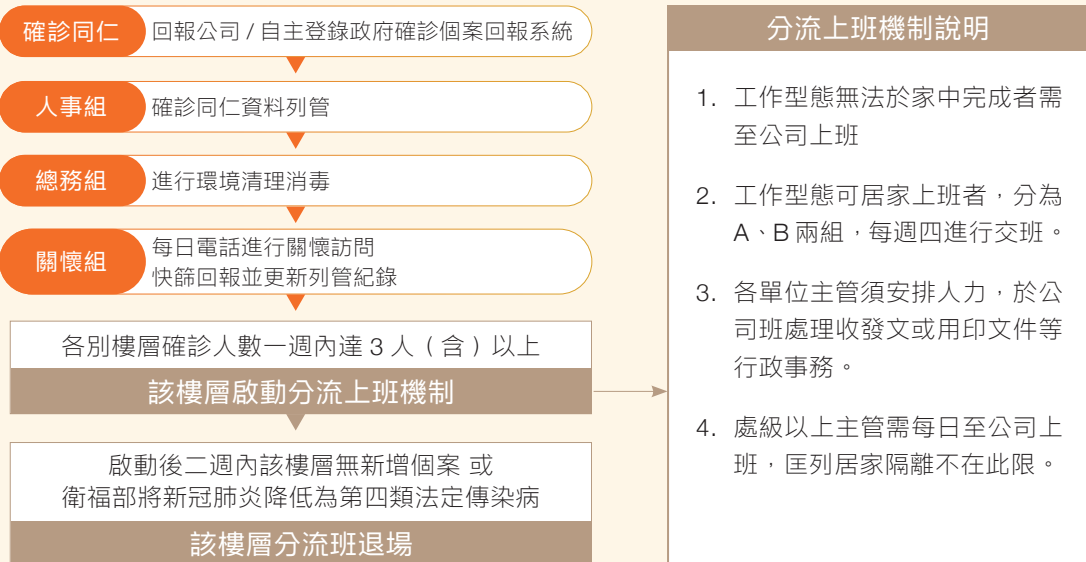 確診同仁 回報公司 / 自主登錄政府確診個案回報系統
人事組 確診同仁資料列管
總務組 進行環境清理消毒
關懷組 每日電話進行關懷訪問
快篩回報並更新列管紀錄
各別樓層確診人數一週內達 3 人（含）以上
該樓層啟動分流上班機制
啟動後二週內該樓層無新增個案 或
衛福部將新冠肺炎降低為第四類法定傳染病
該樓層分流班退場
分流上班機制說明
1. 工作型態無法於家中完成者需
至公司上班
2. 工作型態可居家上班者，分為
A、B 兩組，每週四進行交班。
3. 各單位主管須安排人力，於公
司班處理收發文或用印文件等
行政事務。
4. 處級以上主管需每日至公司上
班，匡列居家隔離不在此限。